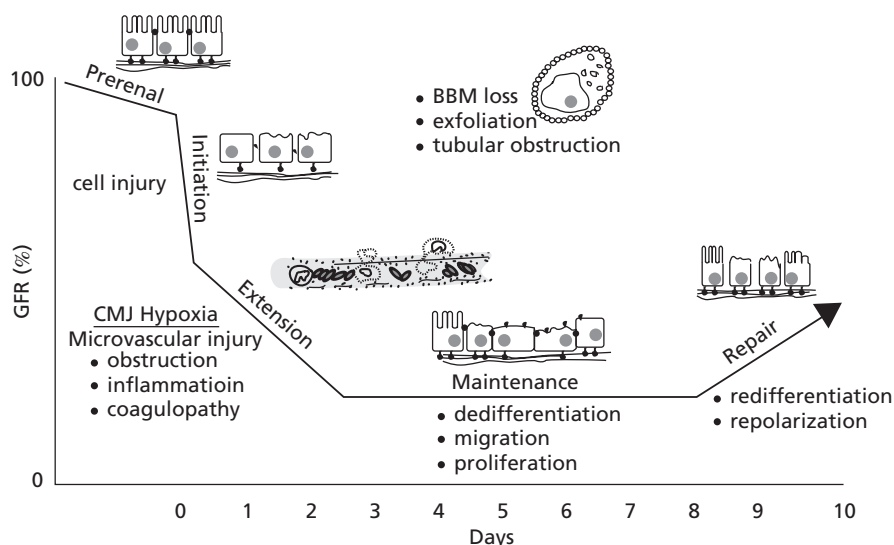 100
Prerenal
• BBM loss
• exfoliation
• tubular obstruction
Initiation
cell injury
GFR (%)
Extension
CMJ Hypoxia
Microvascular injury
• obstruction
• inflammatioin
• coagulopathy
Maintenance
• dedifferentiation
• migration
• proliferation
Repair
• redifferentiation
• repolarization
0
0 1 2 3 4 5 6 7 8 9 10
Days